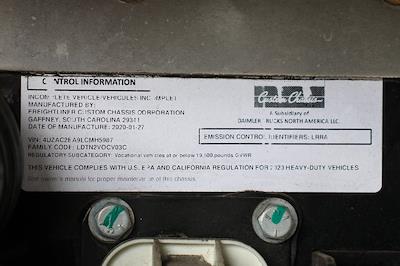 CONTROL INFORMATION
INCOMPLETE VEHICLE/VEHICULES INCOMPLET
MANUFACTURED BY:
FREIGHTLINER CUSTOM CHASSIS CORPORATION
GAFFNEY, SOUTH CAROLINA 29341
DATE OF MANUFACTURE: 2020-01-27
Custom Chassis
A Subsidiary of
DAIMLER TRUCKS NORTH AMERICA LLC.
EMISSION CONTROL IDENTIFIERS: LRRA
FAMILY CODE: LDTN2VOCV03C
REGULATORY SUBCATEGORY: Vocational vehicles at or below 19,500 pounds GVWR
THIS VEHICLE COMPLIES WITH U.S. EPA AND CALIFORNIA REGULATION FOR 2023 HEAVY-DUTY VEHICLES
See owner's manual for proper maintenance of this chassis.